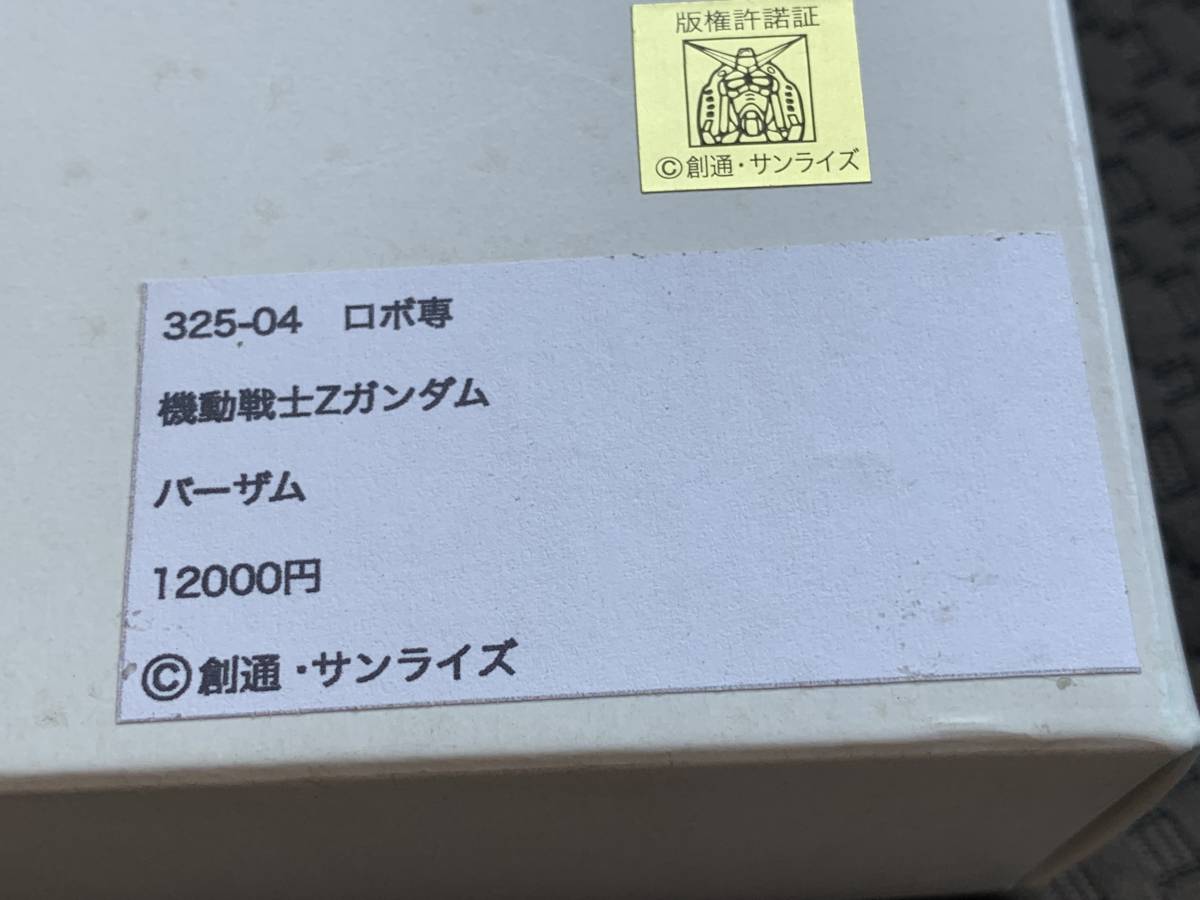 版権許諾証
©創通・サンライズ
325-04 ロボ専
機動戦士Zガンダム
バーザム
12000円
©創通・サンライズ